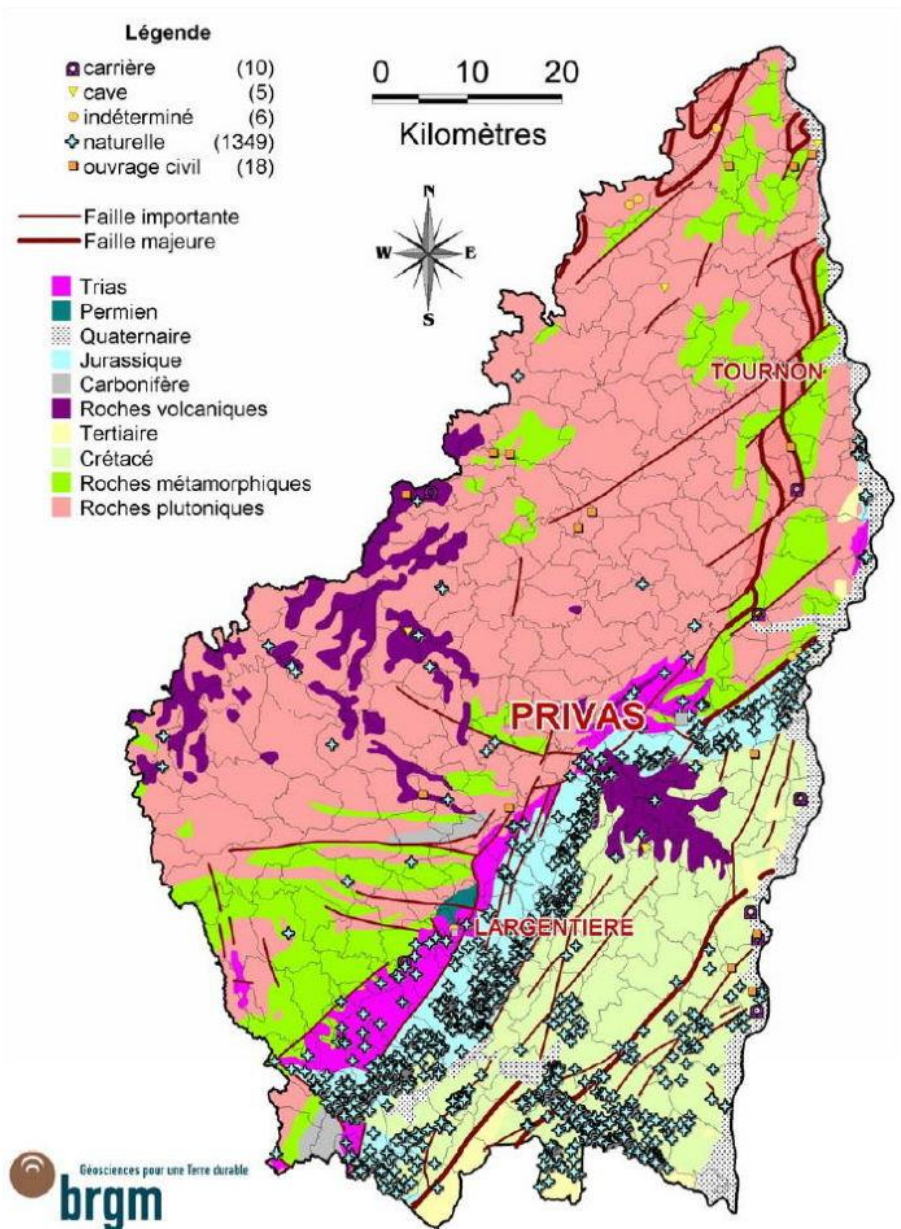 Légende
carrière (10)
cave (5)
indéterminé (6)
naturelle (1349)
ouvrage civil (18)
0 10 20
Kilomètres
Faille importante
Faille majeure
N
W E
S
Trias
Permien
Quaternaire
Jurassique
Carbonifère
Roches volcaniques
Tertiaire
Crétacé
Roches métamorphiques
Roches plutoniques
TOURNON
PRIVAS
LARGENTIERE
Géosciences pour une Terre durable
brgm